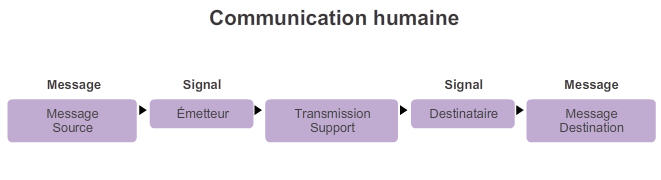 Communication humaine
Message
Signal
Signal
Message
Message
Source
Émetteur
Transmission
Support
Destinataire
Message
Destination